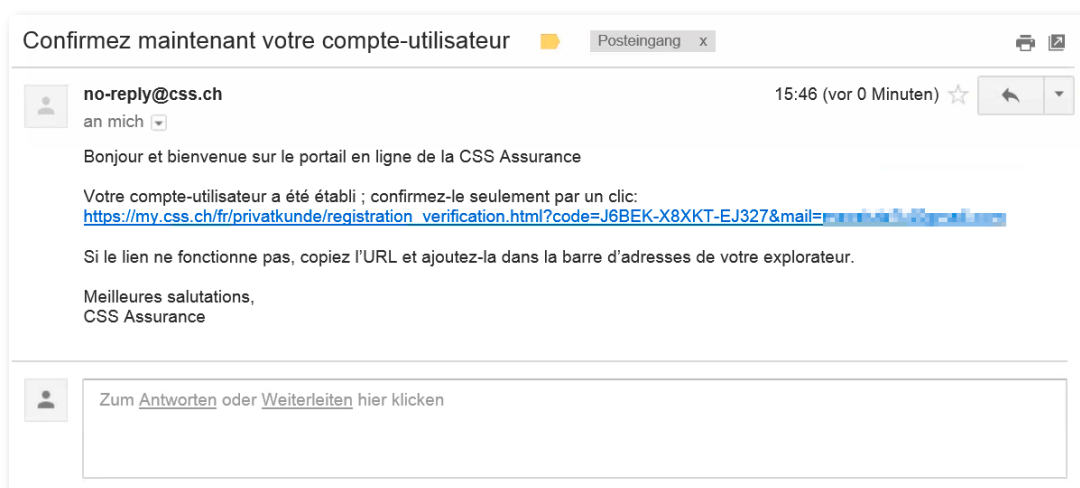 Confirmez maintenant votre compte-utilisateur
Posteingang x
no-reply@css.ch
15:46 (vor 0 Minuten)
an mich
Bonjour et bienvenue sur le portail en ligne de la CSS Assurance
Votre compte-utilisateur a été établi ; confirmez-le seulement par un clic:
https://my.css.ch/fr/privatkunde/registration_verification.html?code=J6BEK-X8XKT-EJ327&mail=
Si le lien ne fonctionne pas, copiez l’URL et ajoutez-la dans la barre d’adresses de votre explorateur.
Meilleures salutations,
CSS Assurance
Zum Antworten oder Weiterleiten hier klicken